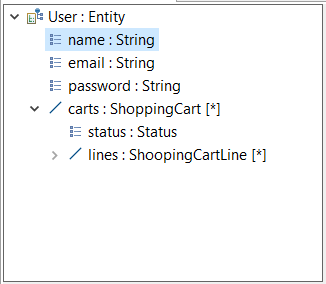 User : Entity
name : String
email : String
password : String
carts : ShoppingCart [*]
status : Status
lines : ShoopingCartLine [*]